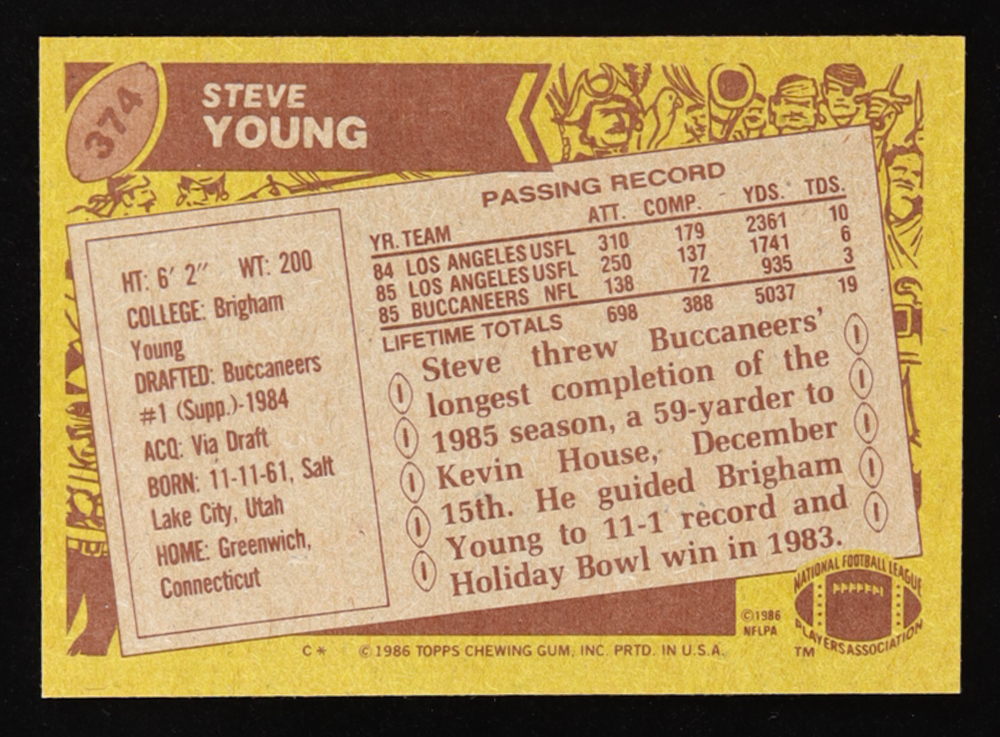 374
STEVE
YOUNG
PASSING RECORD
YR. TEAM ATT. COMP. YDS. TDS.
84 LOS ANGELES USFL 310 179 2361 10
85 LOS ANGELES USFL 250 137 1741 6
85 BUCCANEERS NFL 138 72 935 3
LIFETIME TOTALS 698 388 5037 19
HT: 6' 2" WT: 200
COLLEGE: Brigham
Young
DRAFTED: Buccaneers
#1 (Supp.)-1984
ACQ: Via Draft
BORN: 11-11-61, Salt
Lake City, Utah
HOME: Greenwich,
Connecticut
Steve threw Buccaneers'
longest completion of the
1985 season, a 59-yarder to
Kevin House, December
15th. He guided Brigham
Young to 11-1 record and
Holiday Bowl win in 1983.
©1986
NFLPA
NATIONAL FOOTBALL LEAGUE
PLAYERS ASSOCIATION
TM
C* ©1986 TOPPS CHEWING GUM, INC. PRTD. IN U.S.A.